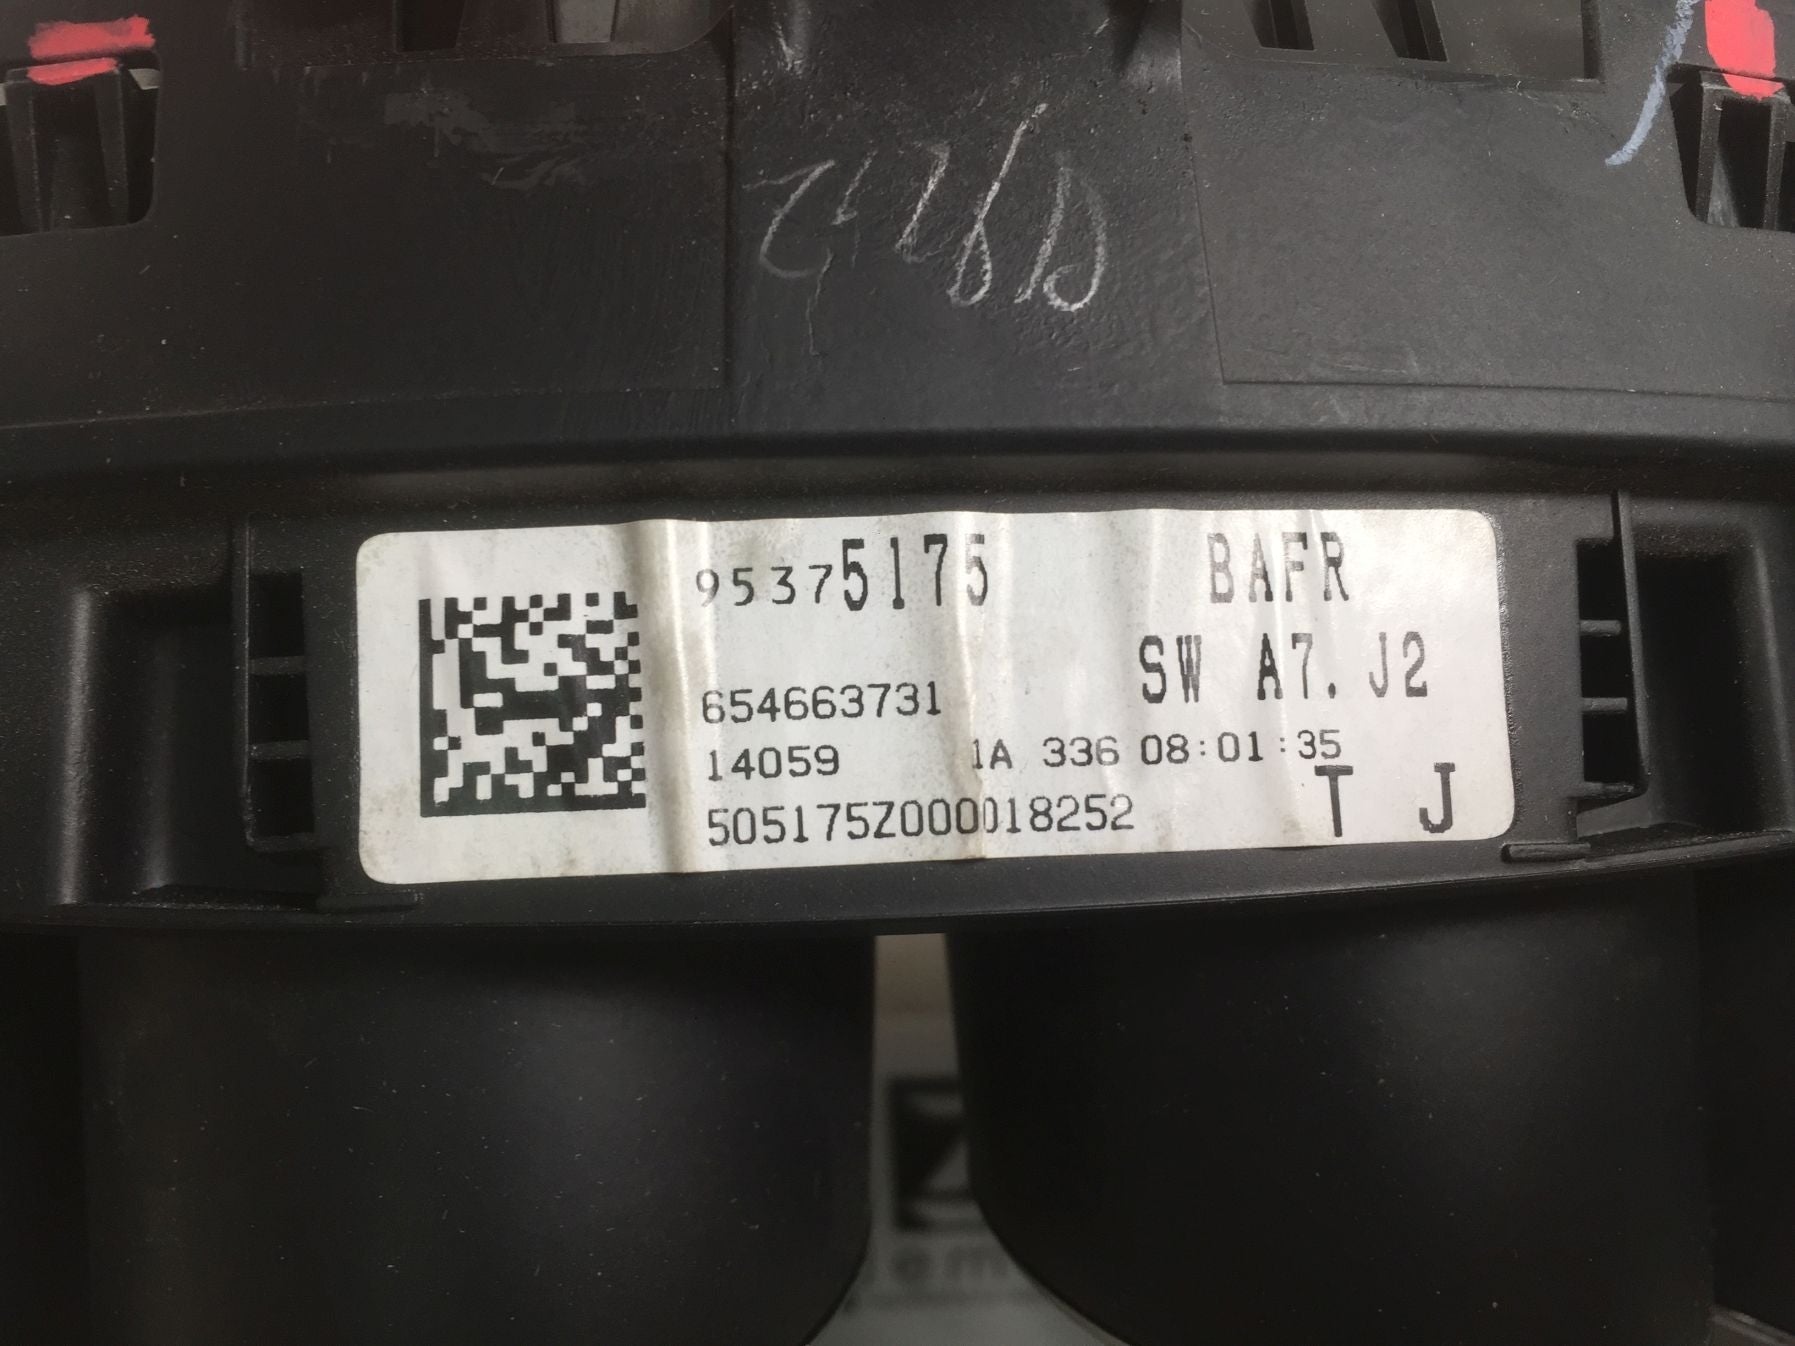 95375175 BAFR
SW A7. J2
654663731
14059 1A 336 08:01:35
505175Z000018252 T J